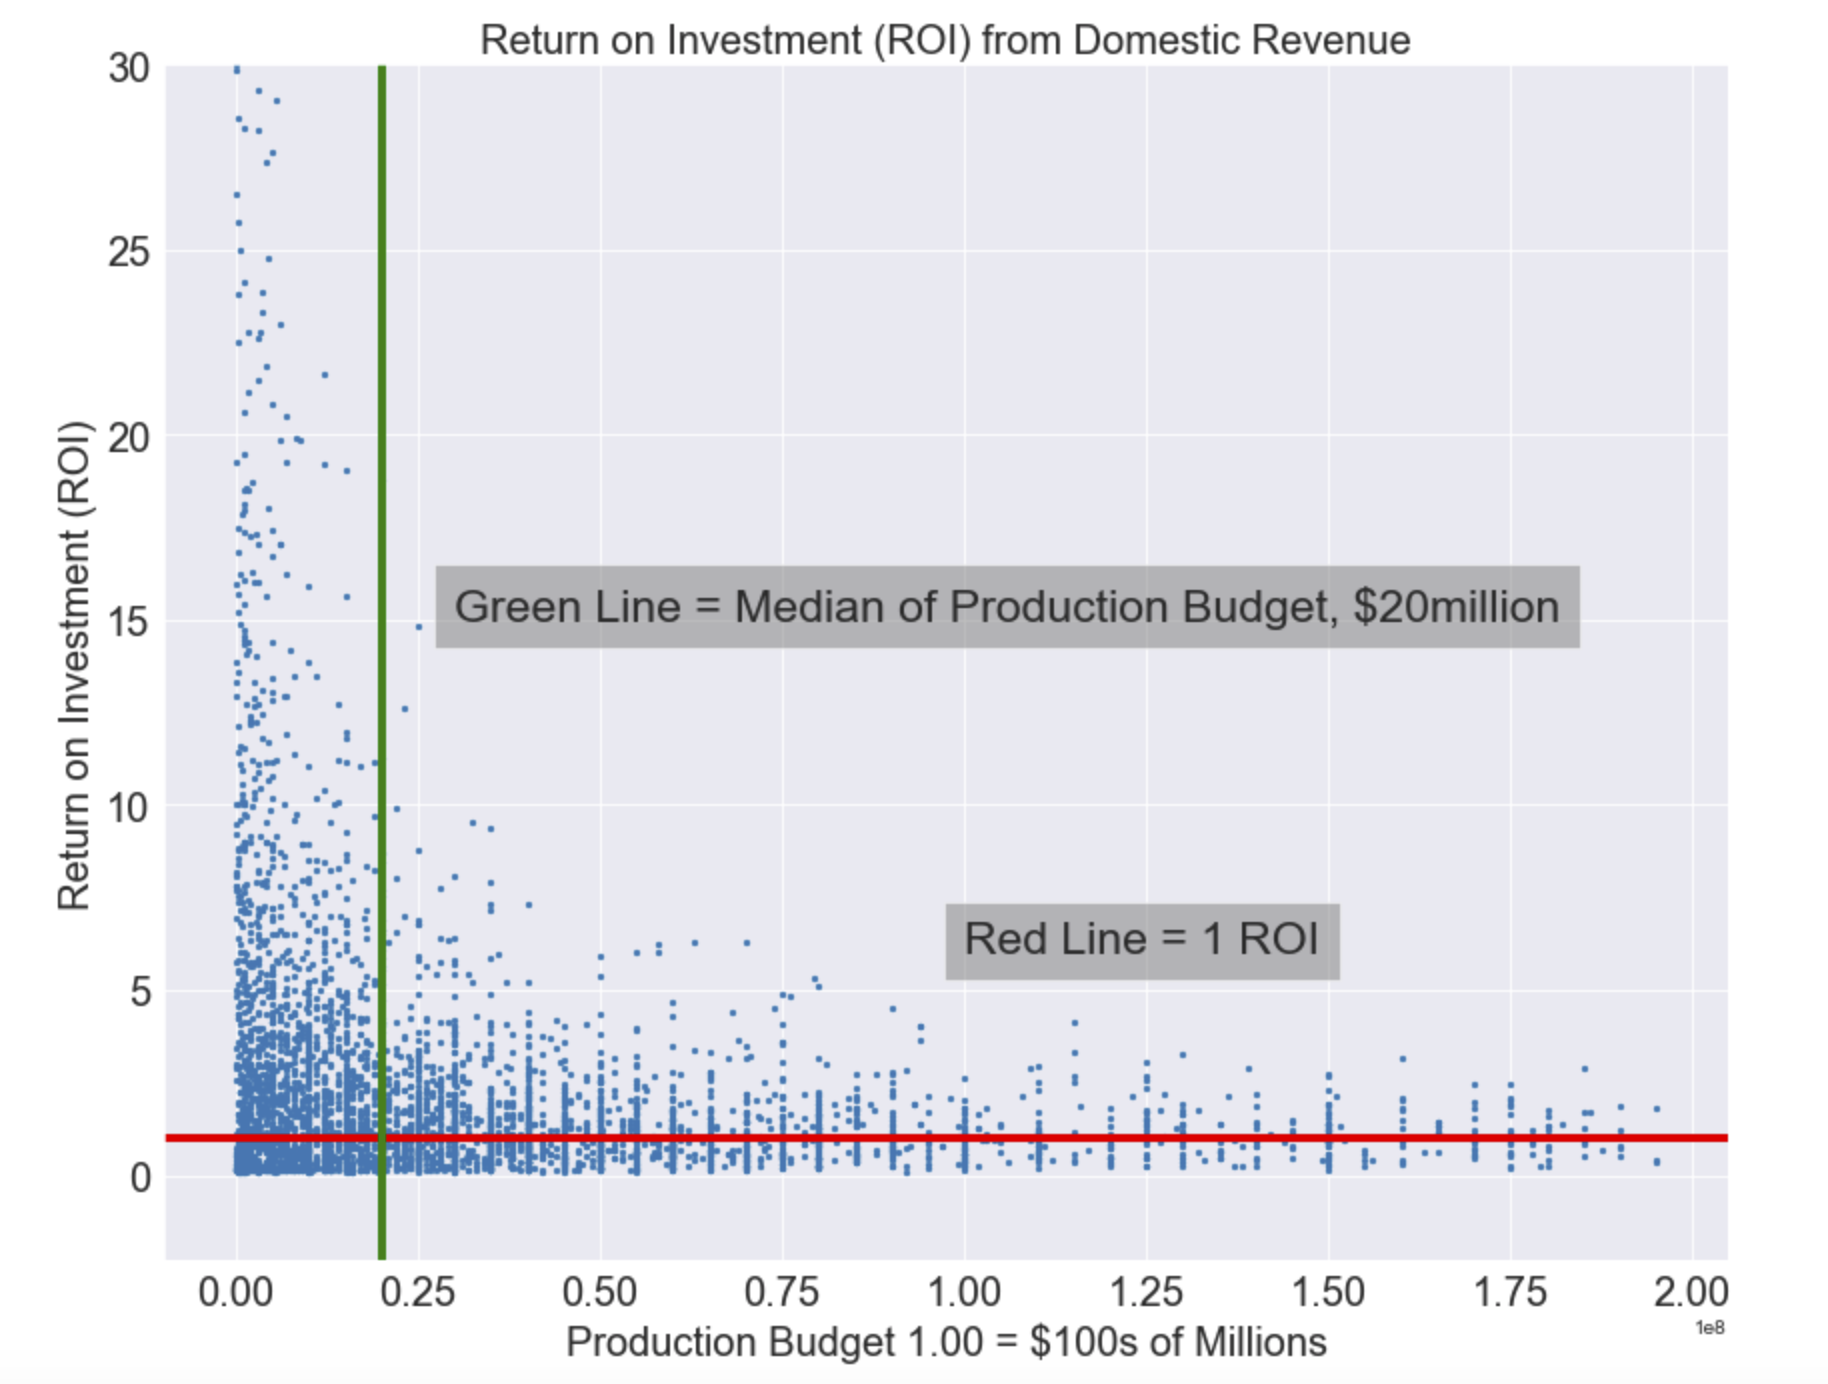 Return on Investment (ROI) from Domestic Revenue
30
25
20
15
10
5
0
Return on Investment (ROI)
Green Line = Median of Production Budget, $20million
Red Line = 1 ROI
0.00 0.25 0.50 0.75 1.00 1.25 1.50 1.75 2.00
1e8
Production Budget 1.00 = $100s of Millions